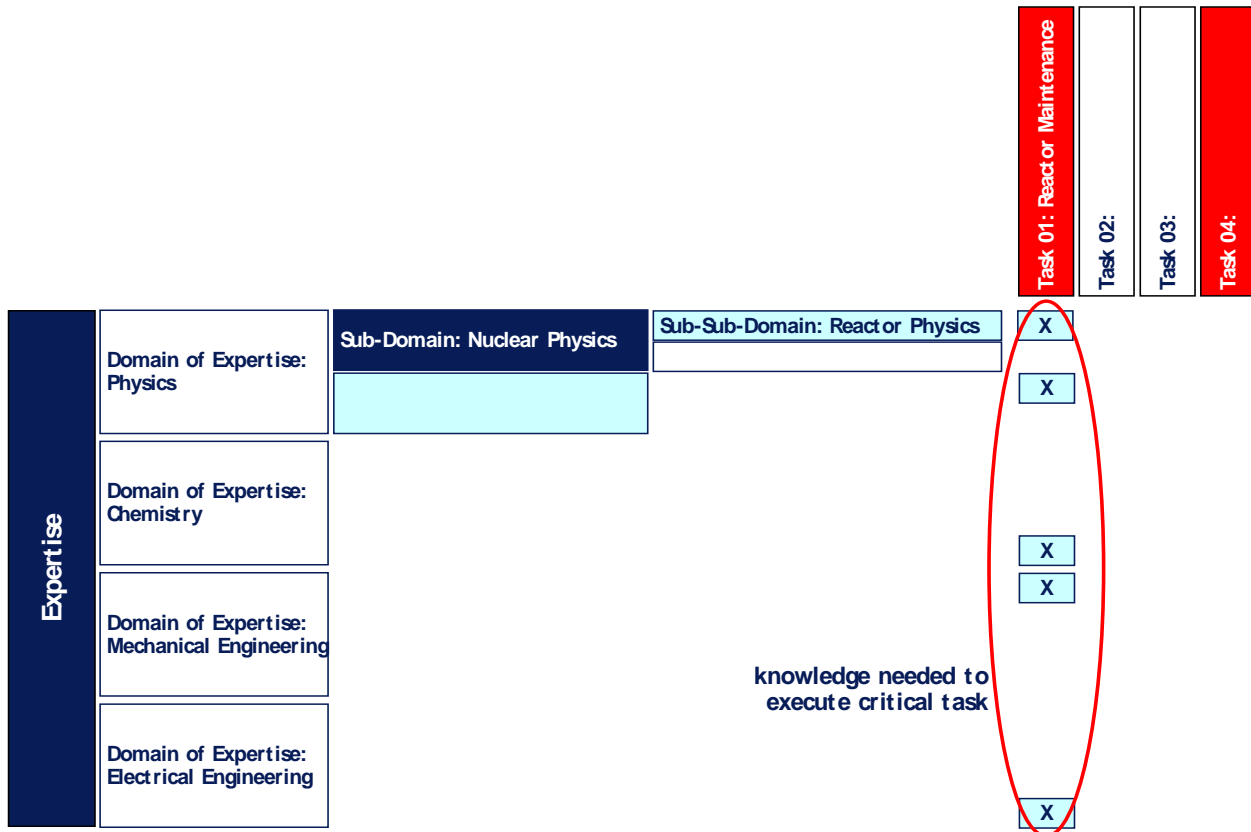 Task 01: Reactor Maintenance
Task 02:
Task 03:
Task 04:
Expertise
Domain of Expertise:
Physics
Sub-Domain: Nuclear Physics
Sub-Sub-Domain: Reactor Physics
X
X
Domain of Expertise:
Chemistry
X
Domain of Expertise:
Mechanical Engineering
X
knowledge needed to
execute critical task
Domain of Expertise:
Electrical Engineering
X